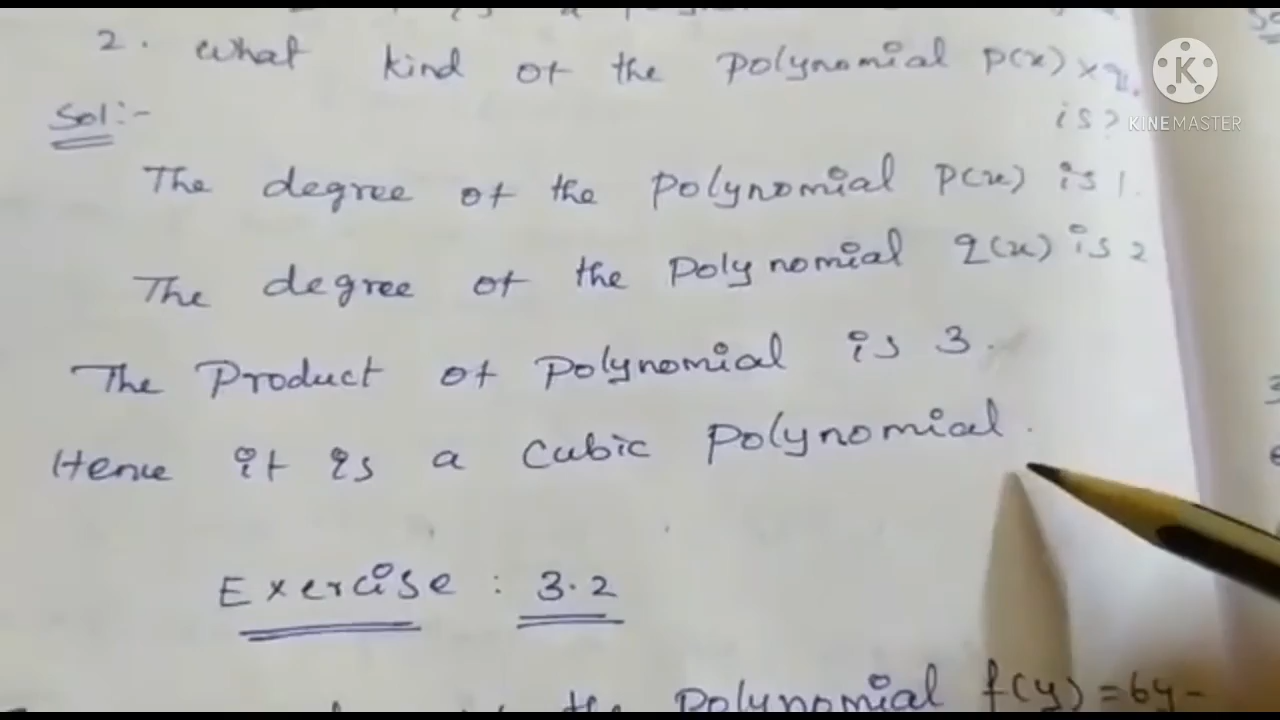 2. What kind of the polynomial p(x) × q
is?
Sol:-
The degree of the polynomial p(x) is 1.
The degree of the polynomial q(x) is 2
The Product of polynomial is 3.
Hence it is a cubic polynomial.
Exercise : 3.2
the polynomial f(y) = 6y-
K
KINEMASTER